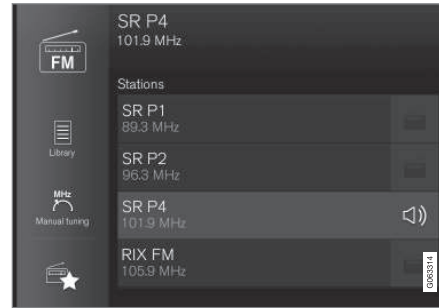 SR P4
101.9 MHz
FM
Stations
SR P1
89.3 MHz
Library
SR P2
96.3 MHz
MHz
Manual tuning
SR P4
101.9 MHz
RIX FM
105.9 MHz
G063314